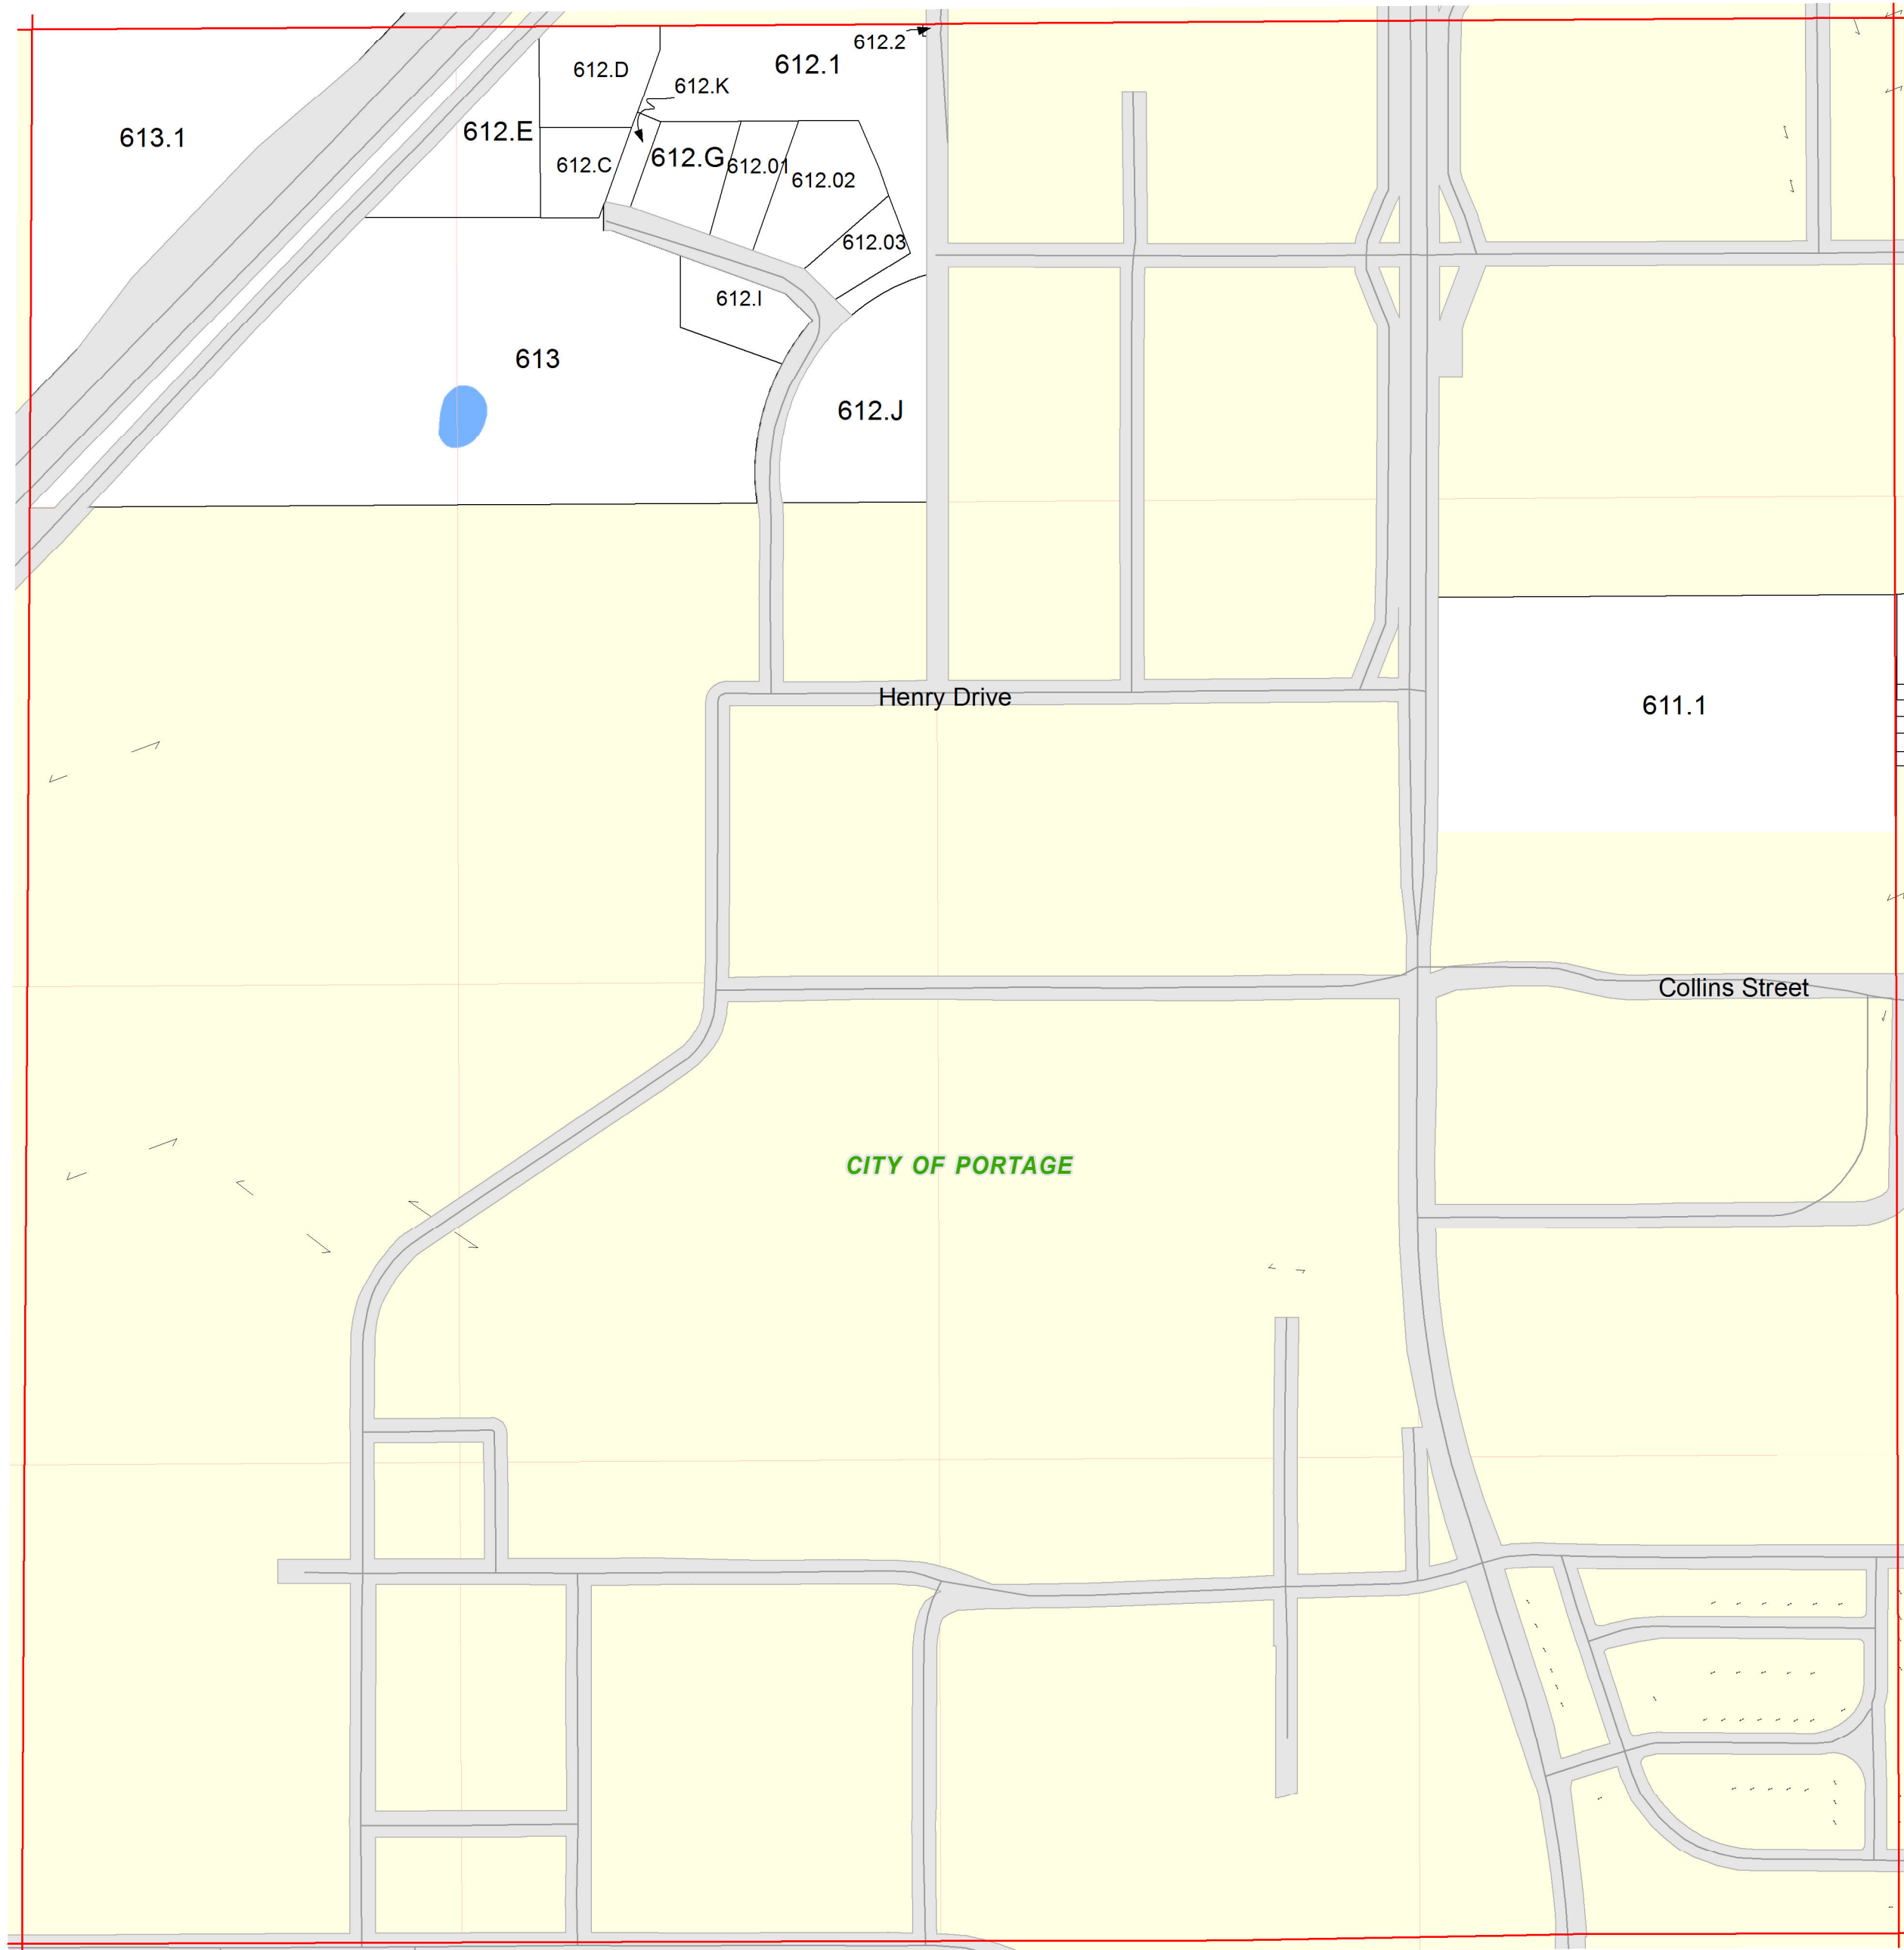 612.2
612.1
612.D
612.K
613.1
612.E
612.C
612.G
612.01
612.02
612.03
612.I
613
612.J
Henry Drive
611.1
Collins Street
CITY OF PORTAGE